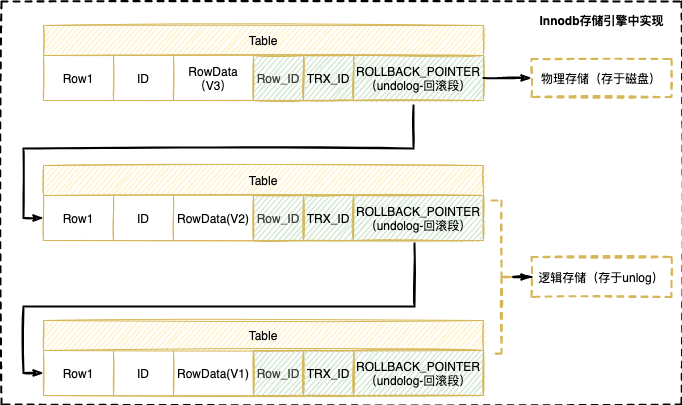 Innodb存储引擎中实现
Table
Row1 ID RowData (V3) Row_ID TRX_ID ROLLBACK_POINTER (undolog-回滚段)
物理存储（存于磁盘）
Table
Row1 ID RowData(V2) Row_ID TRX_ID ROLLBACK_POINTER (undolog-回滚段)
逻辑存储（存于unlog）
Table
Row1 ID RowData(V1) Row_ID TRX_ID ROLLBACK_POINTER (undolog-回滚段)